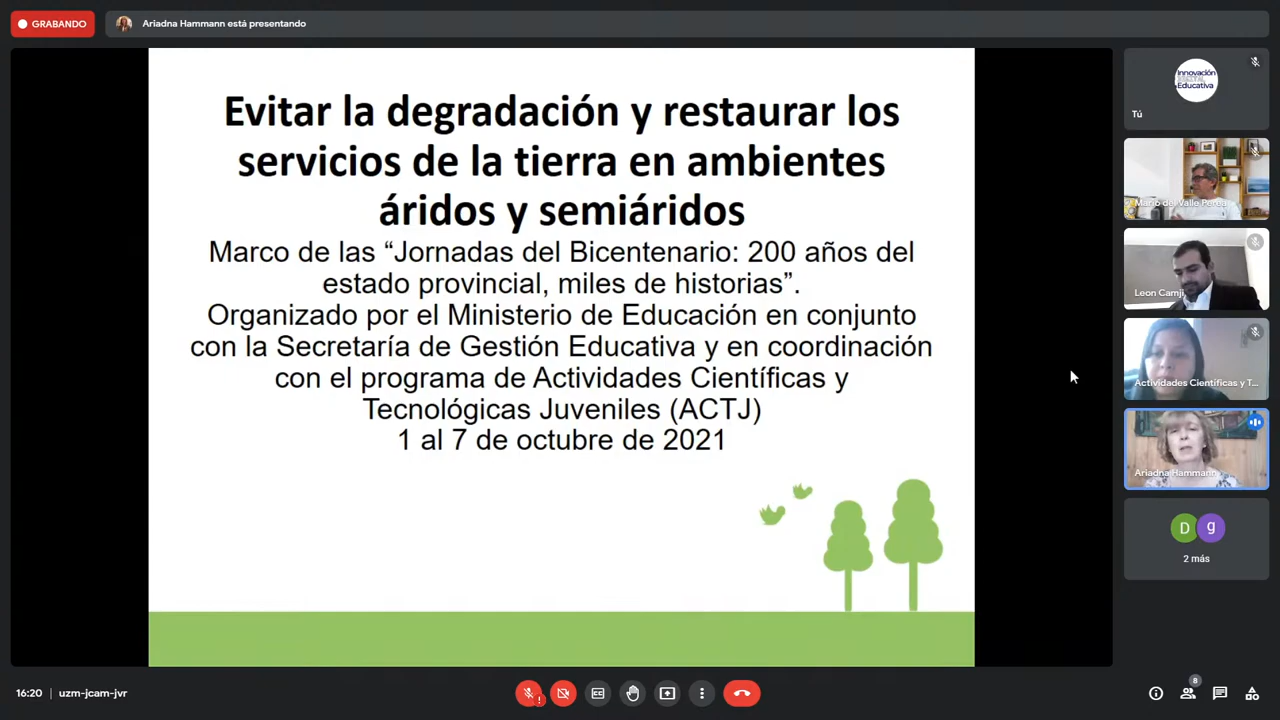 GRABANDO
Ariadna Hammann está presentando
Evitar la degradación y restaurar los
servicios de la tierra en ambientes
áridos y semiáridos
Marco de las “Jornadas del Bicentenario: 200 años del
estado provincial, miles de historias”.
Organizado por el Ministerio de Educación en conjunto
con la Secretaría de Gestión Educativa y en coordinación
con el programa de Actividades Científicas y
Tecnológicas Juveniles (ACTJ)
1 al 7 de octubre de 2021
Innovación
Educativa
Tú
Mario del Valle Perea
Leon Camji
Actividades Científicas y T...
Ariadna Hammann
D
g
2 más
16:20
uzm-jcam-jvr
8